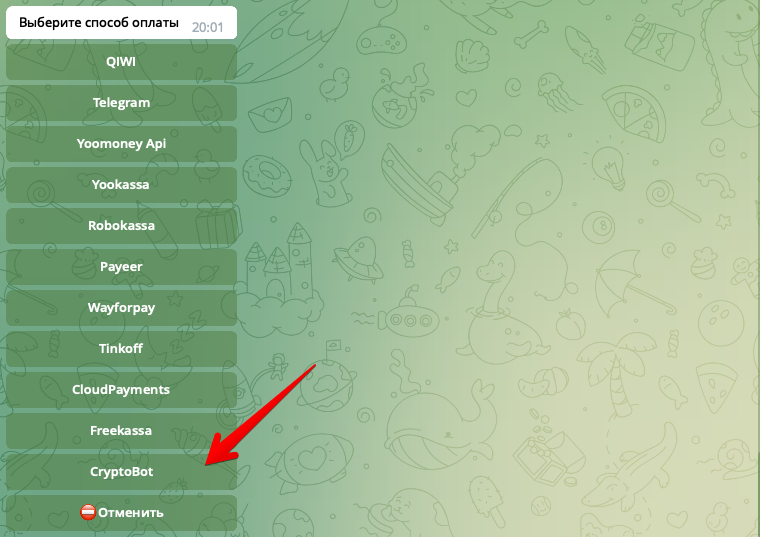 Выберите способ оплаты 20:01
QIWI
Telegram
Yoomoney Api
Yookassa
Robokassa
Payeer
Wayforpay
Tinkoff
CloudPayments
Freekassa
CryptoBot
Отменить